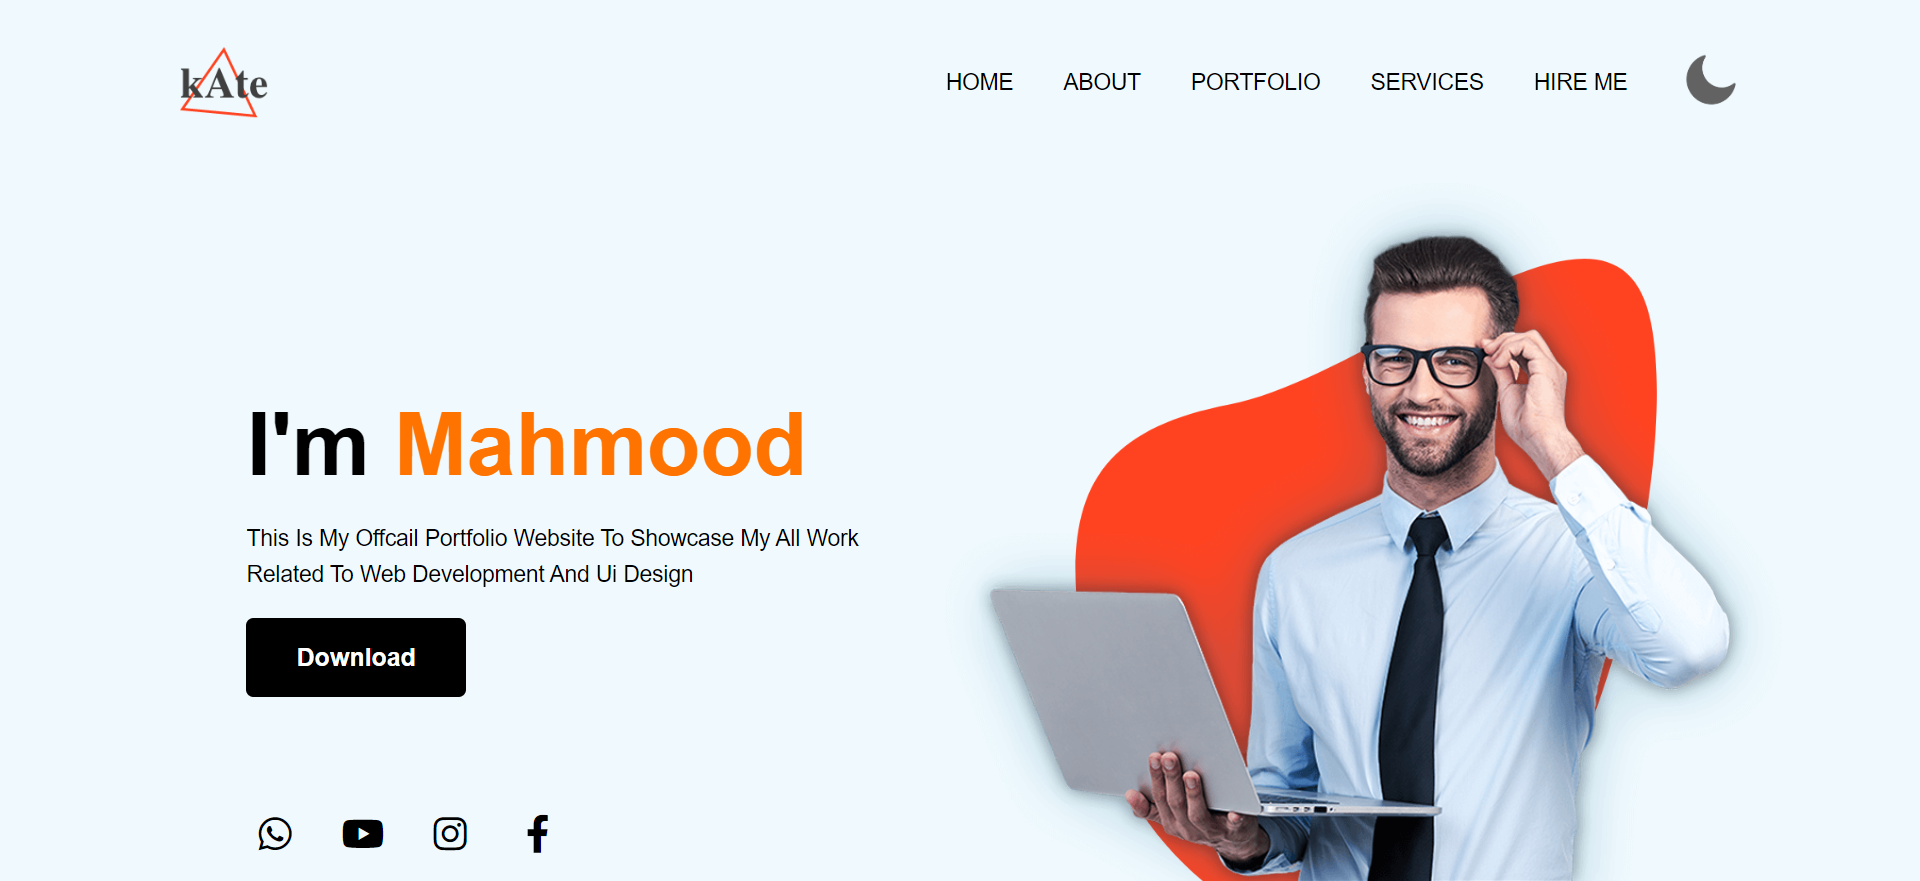 kAte
HOME ABOUT PORTFOLIO SERVICES HIRE ME
I'm Mahmood
This Is My Offcail Portfolio Website To Showcase My All Work
Related To Web Development And Ui Design
Download